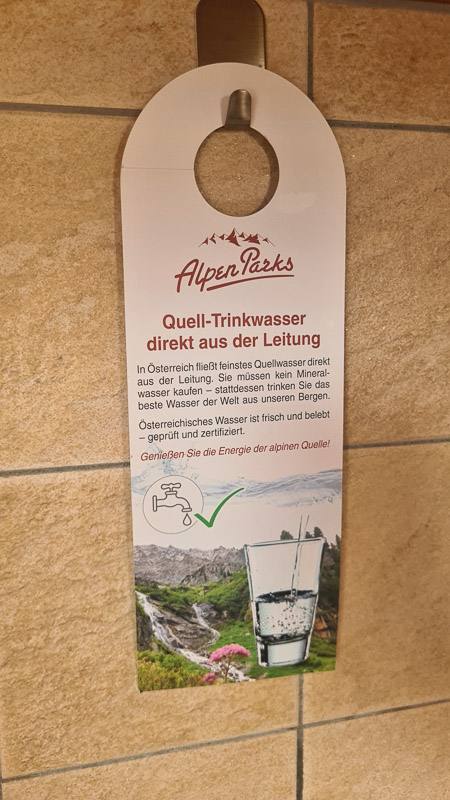 AlpenParks
Quell-Trinkwasser
direkt aus der Leitung
In Österreich fließt feinstes Quellwasser direkt
aus der Leitung. Sie müssen kein Mineral-
wasser kaufen – stattdessen trinken Sie das
beste Wasser der Welt aus unseren Bergen.
Österreichisches Wasser ist frisch und belebt
– geprüft und zertifiziert.
Genießen Sie die Energie der alpinen Quelle!